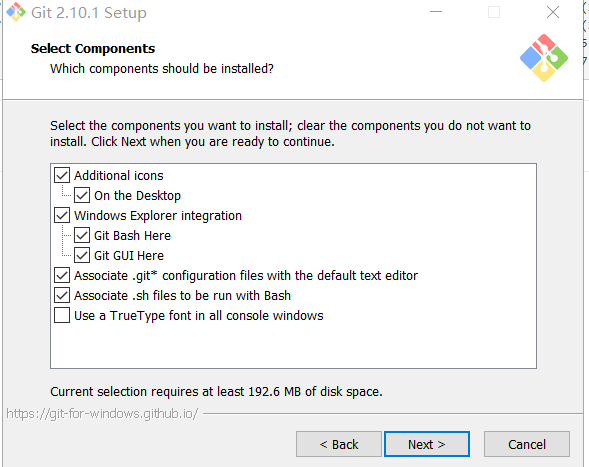 Git 2.10.1 Setup
Select Components
Which components should be installed?
Select the components you want to install; clear the components you do not want to
install. Click Next when you are ready to continue.
Additional icons
On the Desktop
Windows Explorer integration
Git Bash Here
Git GUI Here
Associate .git* configuration files with the default text editor
Associate .sh files to be run with Bash
Use a TrueType font in all console windows
Current selection requires at least 192.6 MB of disk space.
https://git-for-windows.github.io/
< Back
Next >
Cancel